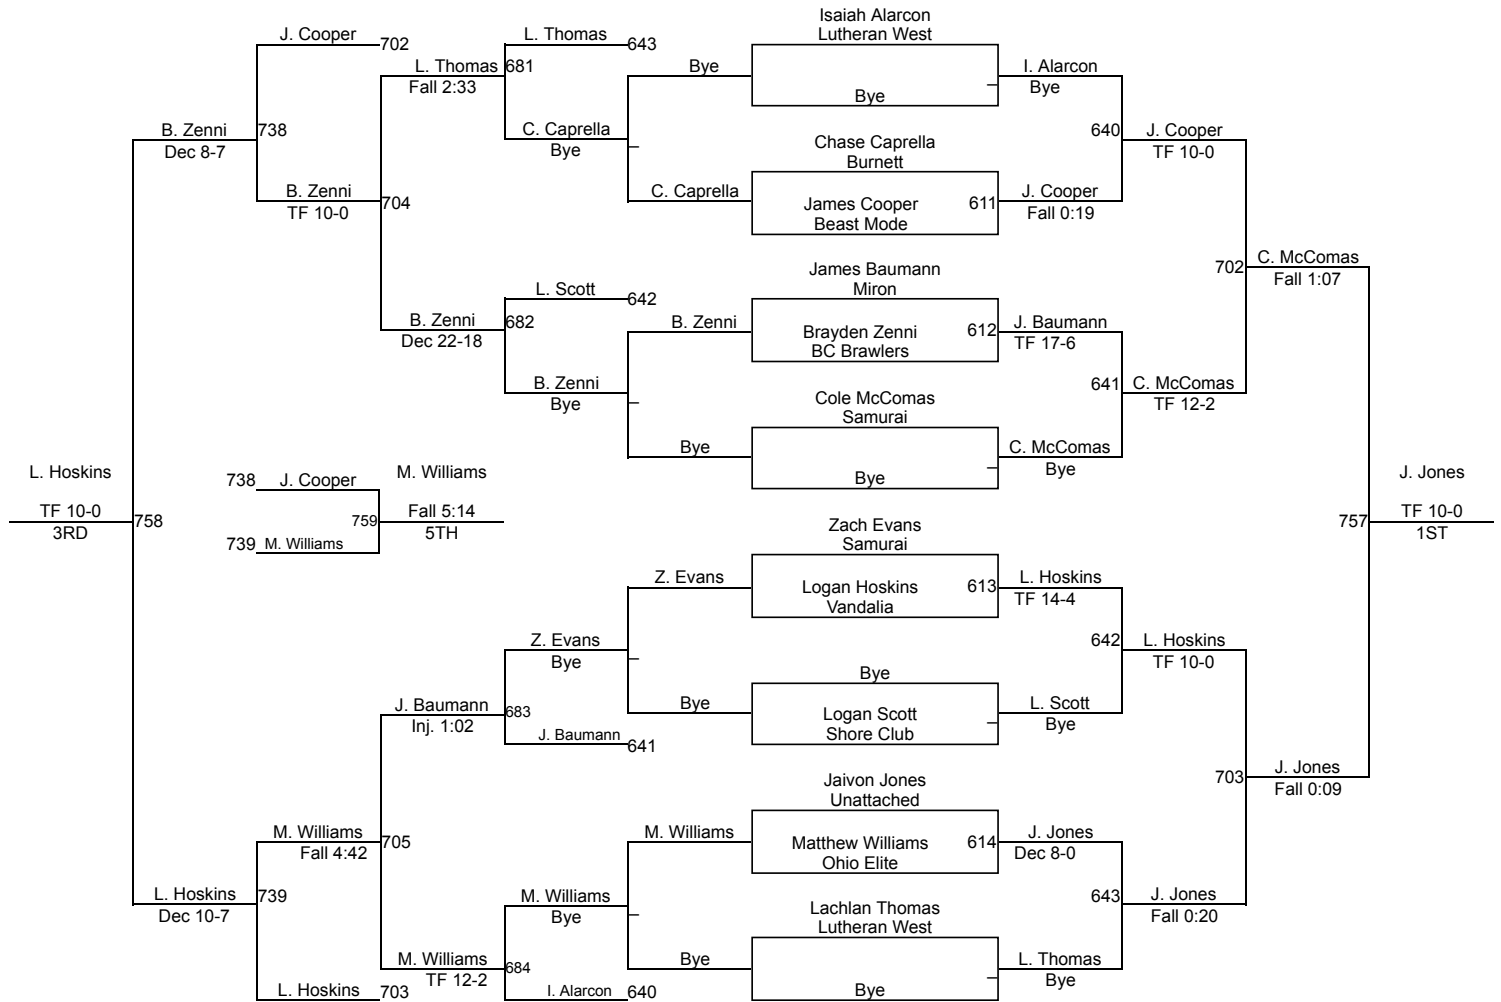 Isaiah Alarcon
Lutheran West
J. Cooper
702
L. Thomas
643
L. Thomas
681
Fall 2:33
Bye
Bye
I. Alarcon
Bye
B. Zenni
738
Dec 8-7
C. Caprella
Bye
Chase Caprella
Burnett
640
J. Cooper
TF 10-0
B. Zenni
TF 10-0
704
C. Caprella
James Cooper
Beast Mode
611
J. Cooper
Fall 0:19
James Baumann
Miron
702
C. McComas
Fall 1:07
L. Scott
642
B. Zenni
682
Dec 22-18
B. Zenni
Brayden Zenni
BC Brawlers
612
J. Baumann
TF 17-6
B. Zenni
Bye
Cole McComas
Samurai
641
C. McComas
TF 12-2
Bye
Bye
C. McComas
Bye
L. Hoskins
TF 10-0
3RD
758
738
J. Cooper
739
M. Williams
759
M. Williams
Fall 5:14
5TH
J. Jones
757
TF 10-0
1ST
Zach Evans
Samurai
Z. Evans
Logan Hoskins
Vandalia
613
L. Hoskins
TF 14-4
Z. Evans
Bye
642
L. Hoskins
TF 10-0
Bye
J. Baumann
683
Inj. 1:02
Bye
Logan Scott
Shore Club
L. Scott
Bye
J. Baumann
641
703
J. Jones
Fall 0:09
Jaivon Jones
Unattached
M. Williams
Fall 4:42
705
M. Williams
Matthew Williams
Ohio Elite
614
J. Jones
Dec 8-0
L. Hoskins
739
Dec 10-7
M. Williams
Bye
Lachlan Thomas
Lutheran West
643
J. Jones
Fall 0:20
M. Williams
684
TF 12-2
Bye
Bye
L. Thomas
Bye
L. Hoskins
703
I. Alarcon
640